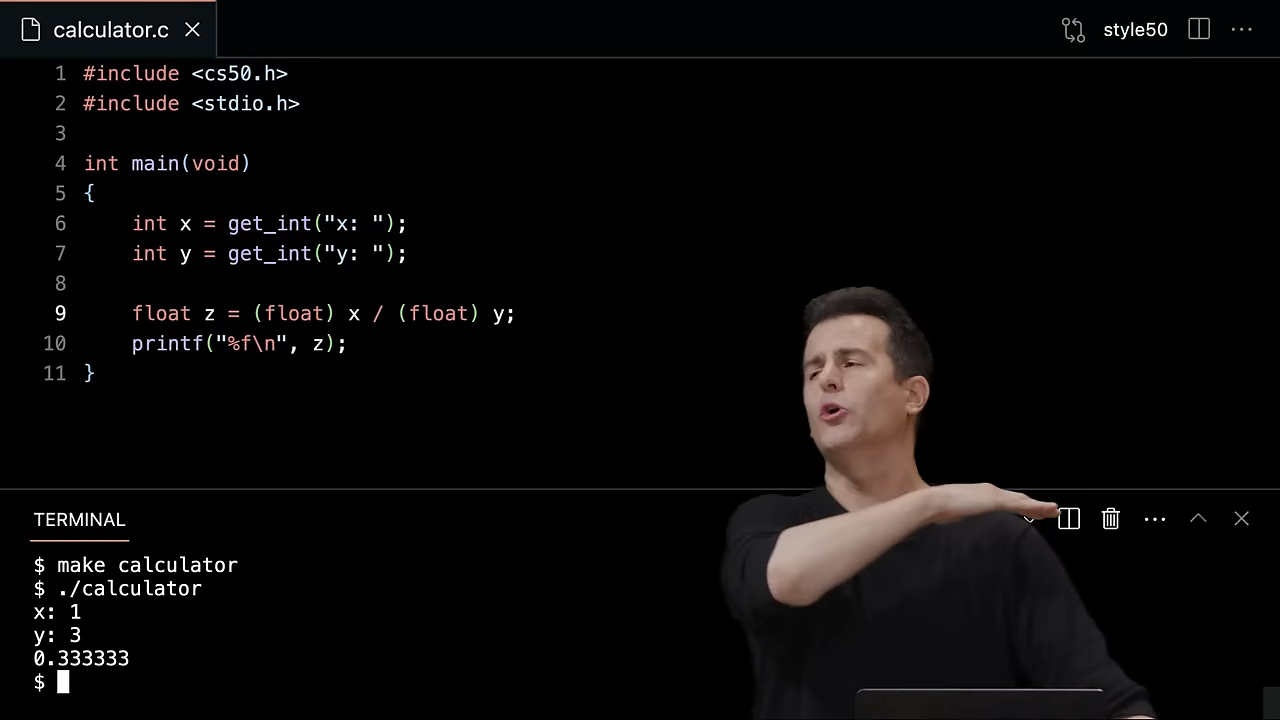 calculator.c
style50
1 #include <cs50.h>
2 #include <stdio.h>
3
4 int main(void)
5 {
6     int x = get_int("x: ");
7     int y = get_int("y: ");
8
9     float z = (float) x / (float) y;
10     printf("%f\n", z);
11 }
TERMINAL
$ make calculator
$ ./calculator
x: 1
y: 3
0.333333
$